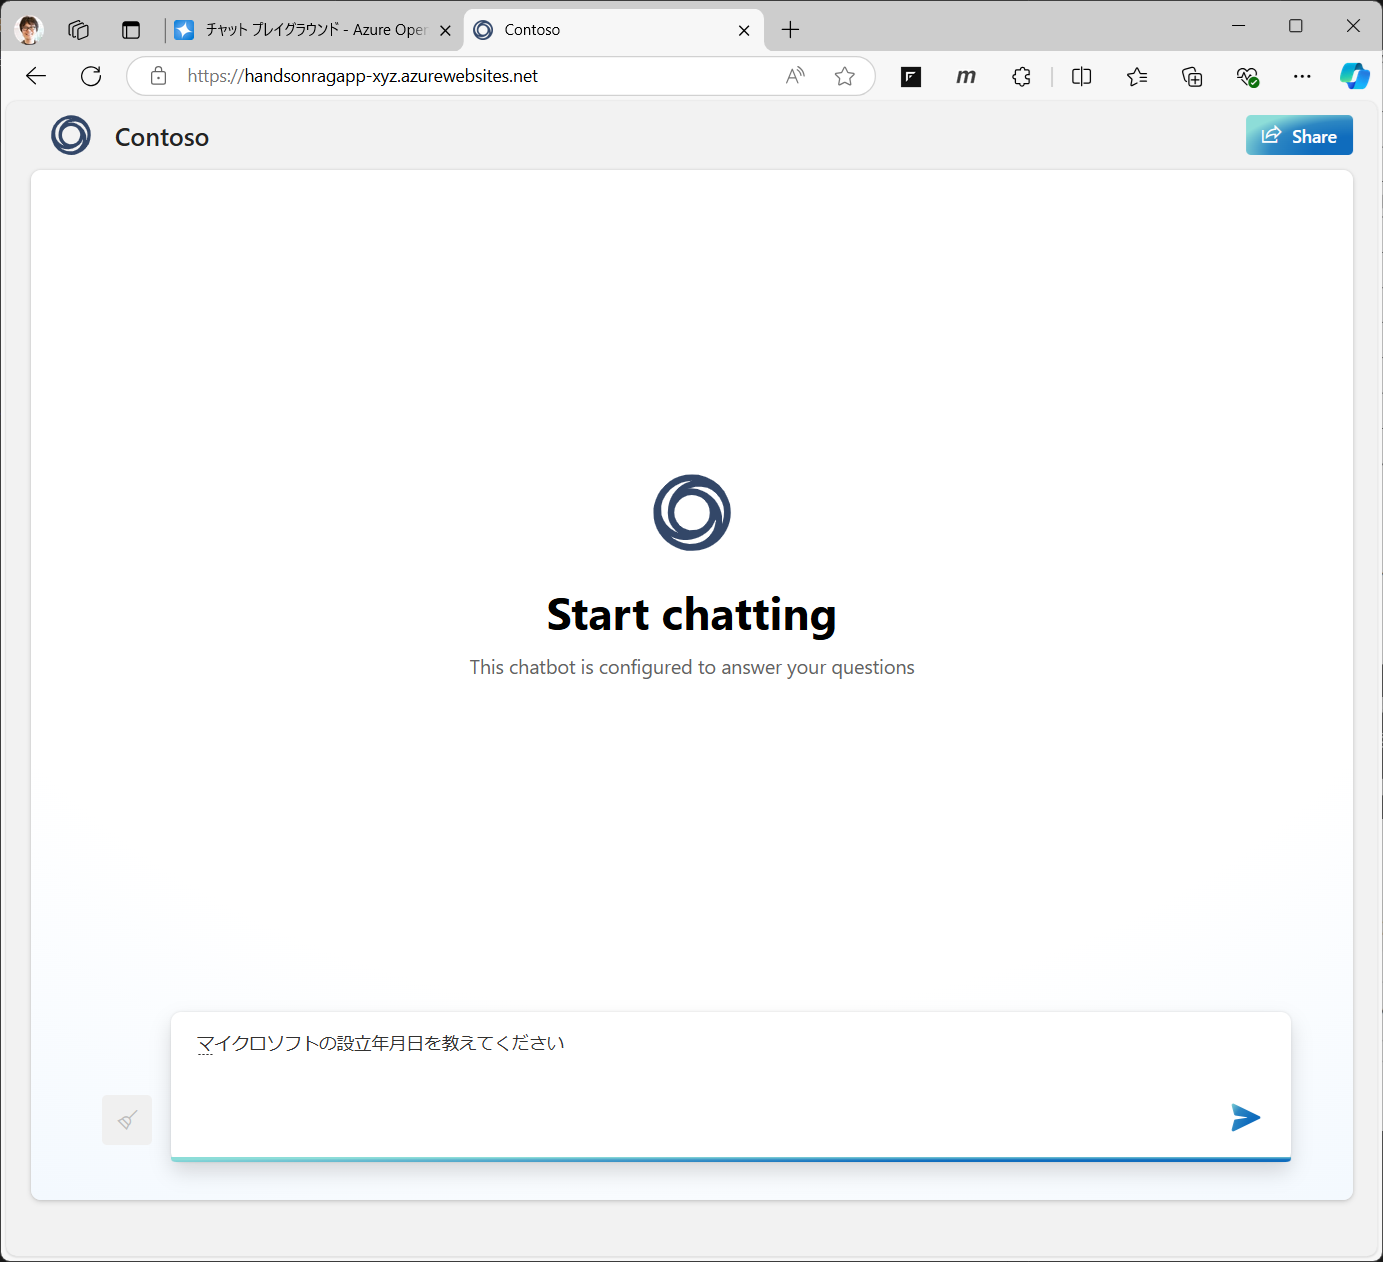 チャット プレイグラウンド - Azure Oper
Contoso
https://handsonragapp-xyz.azurewebsites.net
m
Contoso
Share
Start chatting
This chatbot is configured to answer your questions
マイクロソフトの設立年月日を教えてください